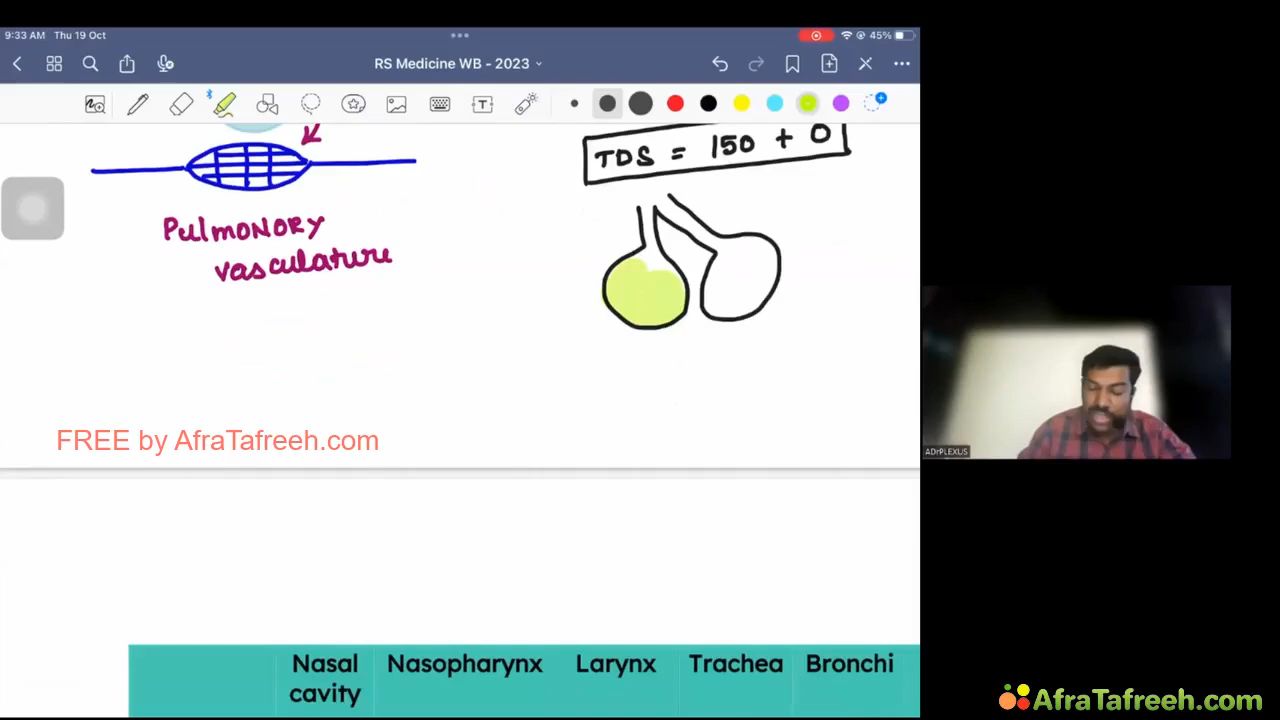 9:33 AM Thu 19 Oct
45%
RS Medicine WB - 2023
T
TDS = 150 + 0
Pulmonory
vasculature
FREE by AfraTafreeh.com
ADrPLEXUS
Nasal cavity
Nasopharynx
Larynx
Trachea
Bronchi
AfraTafreeh.com